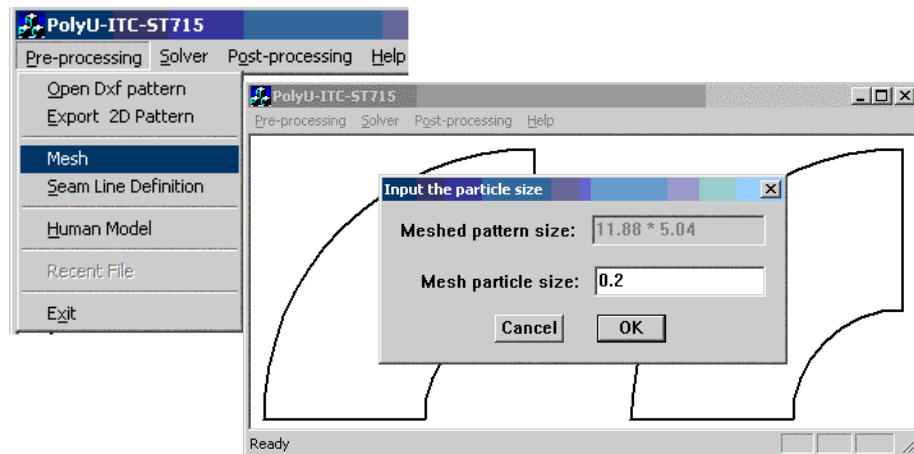 PolyU-ITC-ST715
Pre-processing Solver Post-processing Help
Open Dxf pattern
Export 2D Pattern
Mesh
Seam Line Definition
Human Model
Recent File
Exit
PolyU-ITC-ST715
Pre-processing Solver Post-processing Help
Input the particle size
Meshed pattern size: 11.88 * 5.04
Mesh particle size: 0.2
Cancel OK
Ready